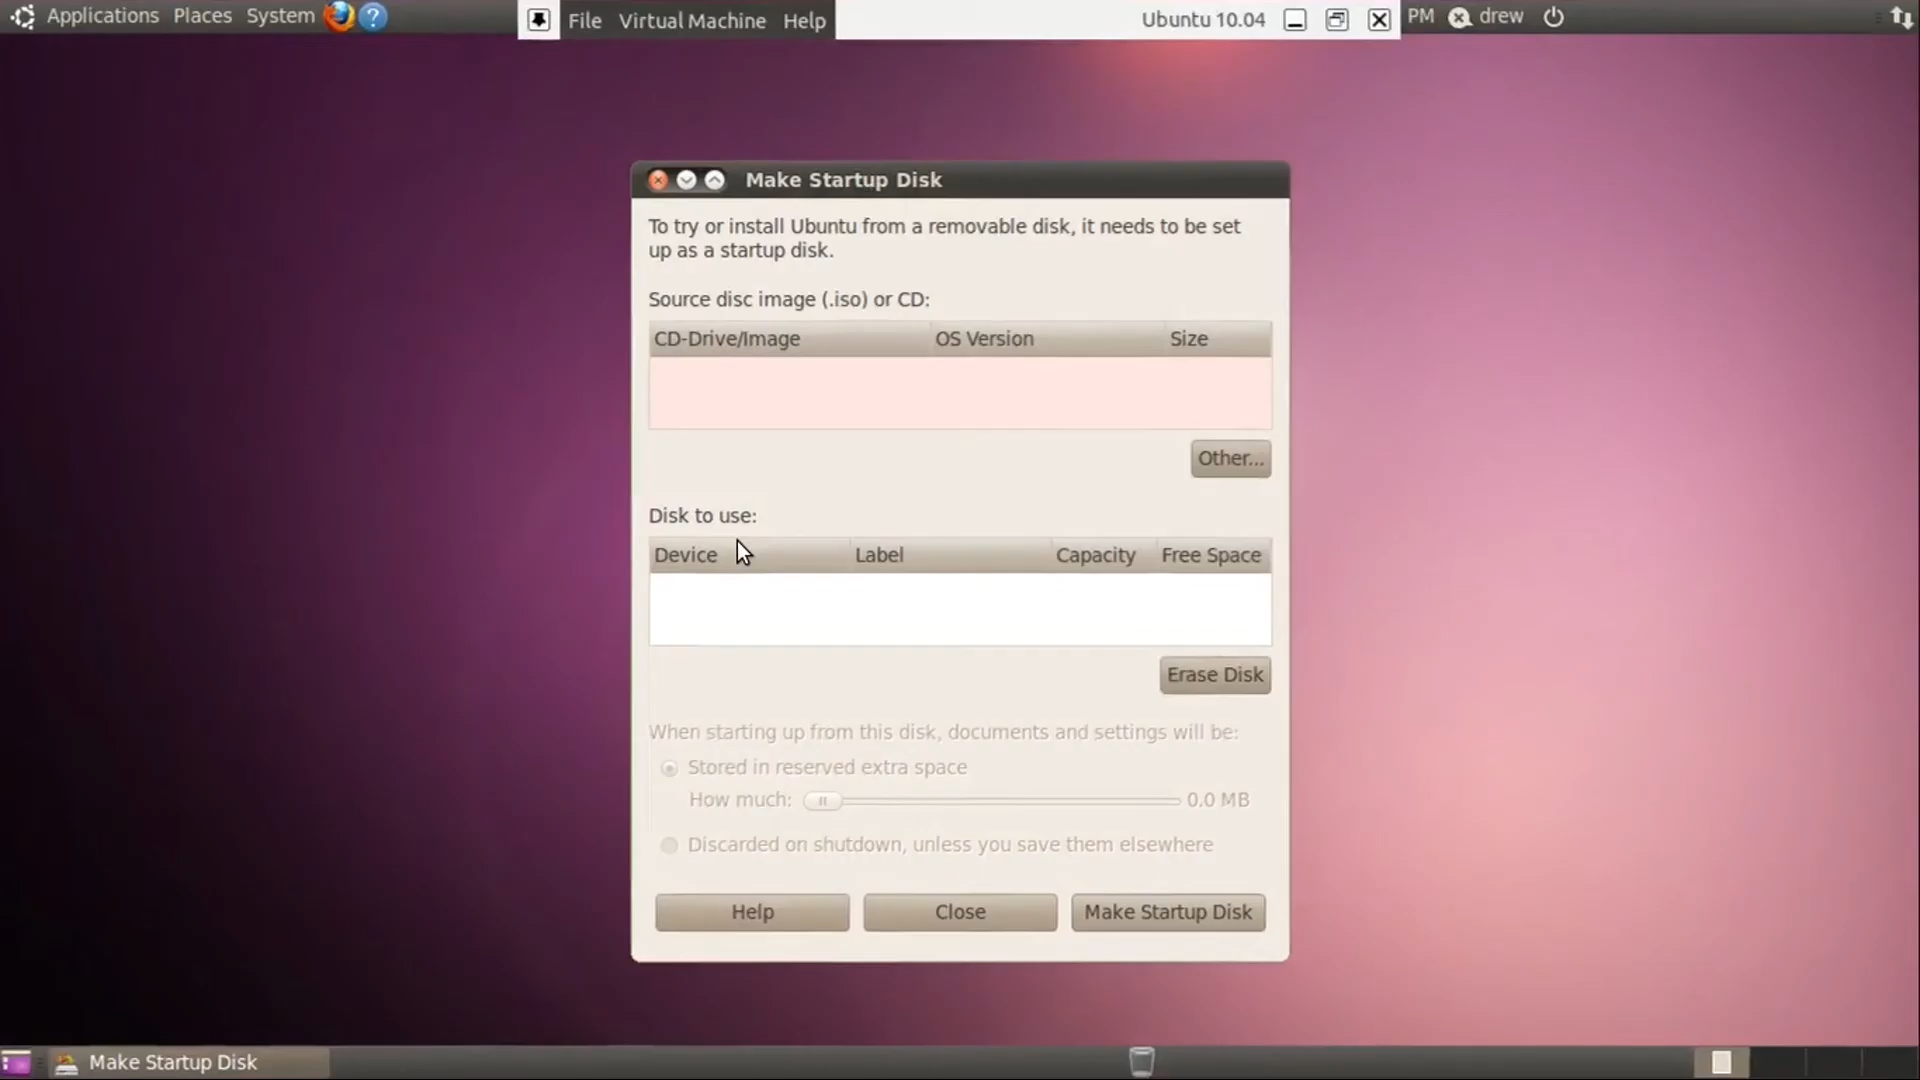 Applications Places System
File Virtual Machine Help
Ubuntu 10.04
PM drew
Make Startup Disk
To try or install Ubuntu from a removable disk, it needs to be set
up as a startup disk.
Source disc image (.iso) or CD:
CD-Drive/Image OS Version Size
Other...
Disk to use:
Device Label Capacity Free Space
Erase Disk
When starting up from this disk, documents and settings will be:
Stored in reserved extra space
How much: 0.0 MB
Discarded on shutdown, unless you save them elsewhere
Help Close Make Startup Disk
Make Startup Disk